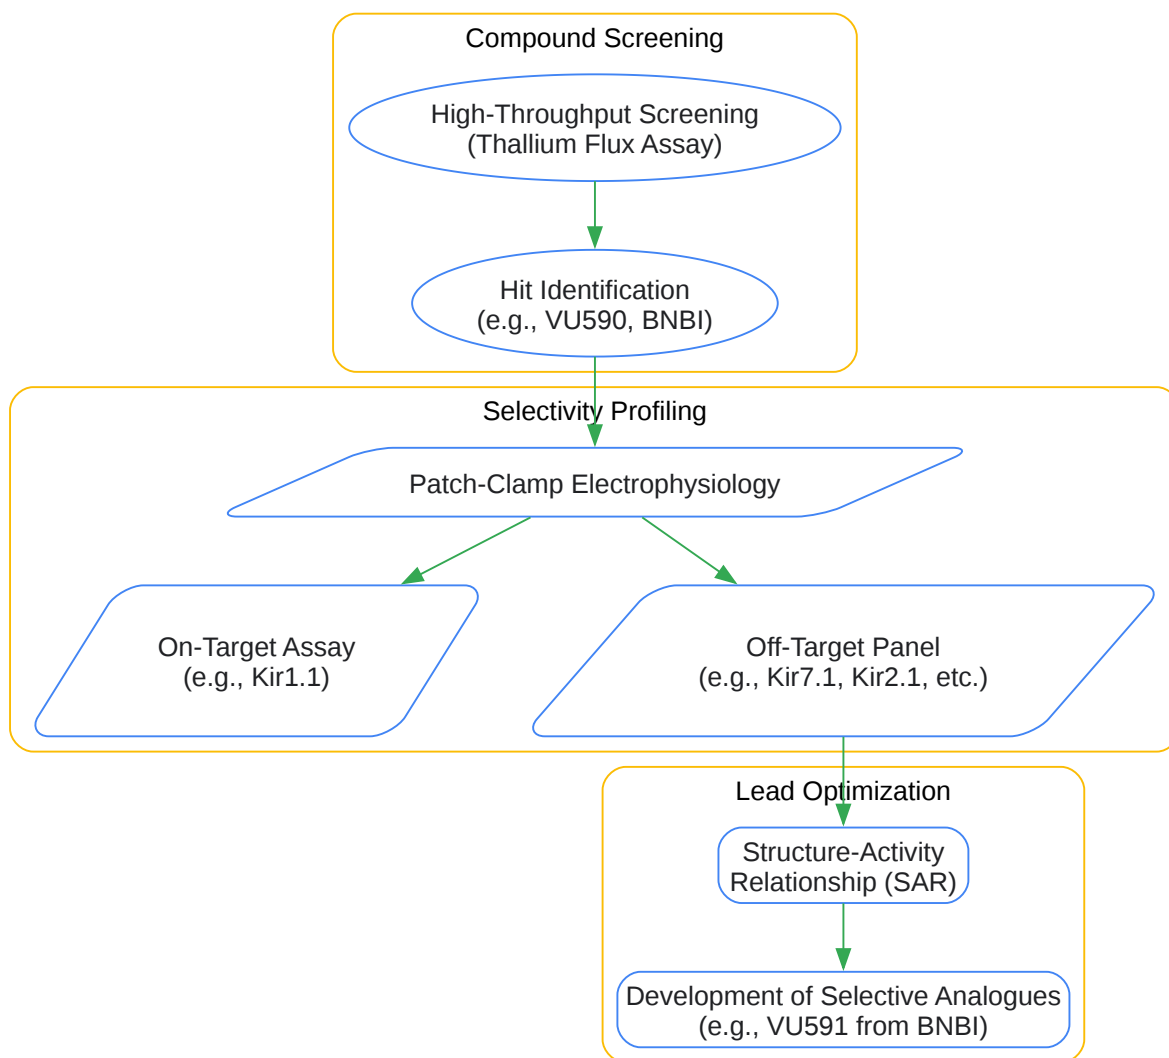 Compound Screening
High-Throughput Screening
(Thallium Flux Assay)
Hit Identification
(e.g., VU590, BNBI)
Selectivity Profiling
Patch-Clamp Electrophysiology
On-Target Assay
(e.g., Kir1.1)
Off-Target Panel
(e.g., Kir7.1, Kir2.1, etc.)
Lead Optimization
Structure-Activity
Relationship (SAR)
Development of Selective Analogues
(e.g., VU591 from BNBI)